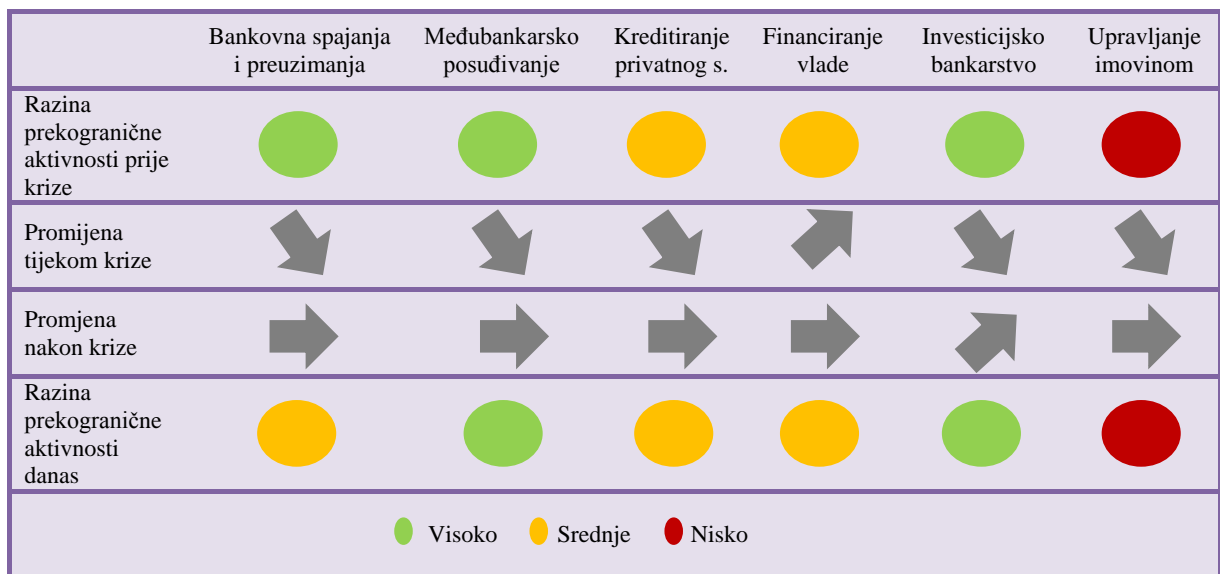 Bankovna spajanja
i preuzimanja
Međubankarsko
posuđivanje
Kreditiranje
privatnog s.
Financiranje
vlade
Investicijsko
bankarstvo
Upravljanje
imovinom
Razina
prekogranične
aktivnosti prije
krize
Promijena
tijekom krize
Promjena
nakon krize
Razina
prekogranične
aktivnosti
danas
Visoko Srednje Nisko